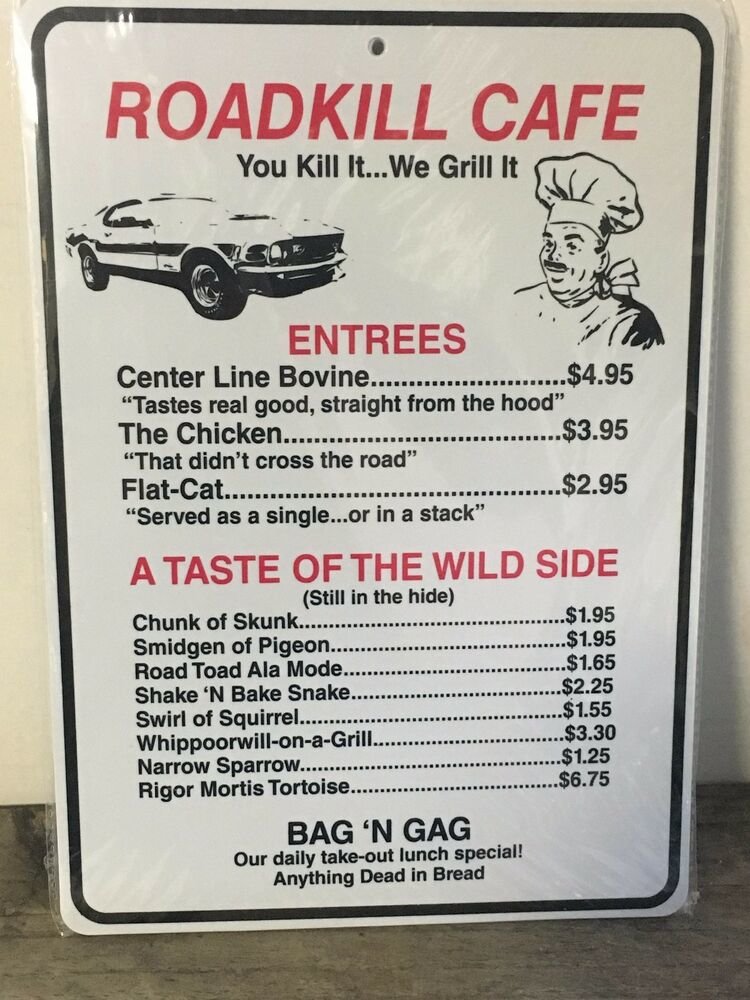 ROADKILL CAFE
You Kill It...We Grill It
ENTREES
Center Line Bovine..........................$4.95
“Tastes real good, straight from the hood”
The Chicken.....................................$3.95
“That didn’t cross the road”
Flat-Cat.............................................$2.95
“Served as a single...or in a stack”
A TASTE OF THE WILD SIDE
(Still in the hide)
Chunk of Skunk........................................$1.95
Smidgen of Pigeon...................................$1.95
Road Toad Ala Mode.................................$1.65
Shake ‘N Bake Snake...............................$2.25
Swirl of Squirrel.......................................$1.55
Whippoorwill-on-a-Grill............................$3.30
Narrow Sparrow.......................................$1.25
Rigor Mortis Tortoise...............................$6.75
BAG ‘N GAG
Our daily take-out lunch special!
Anything Dead in Bread